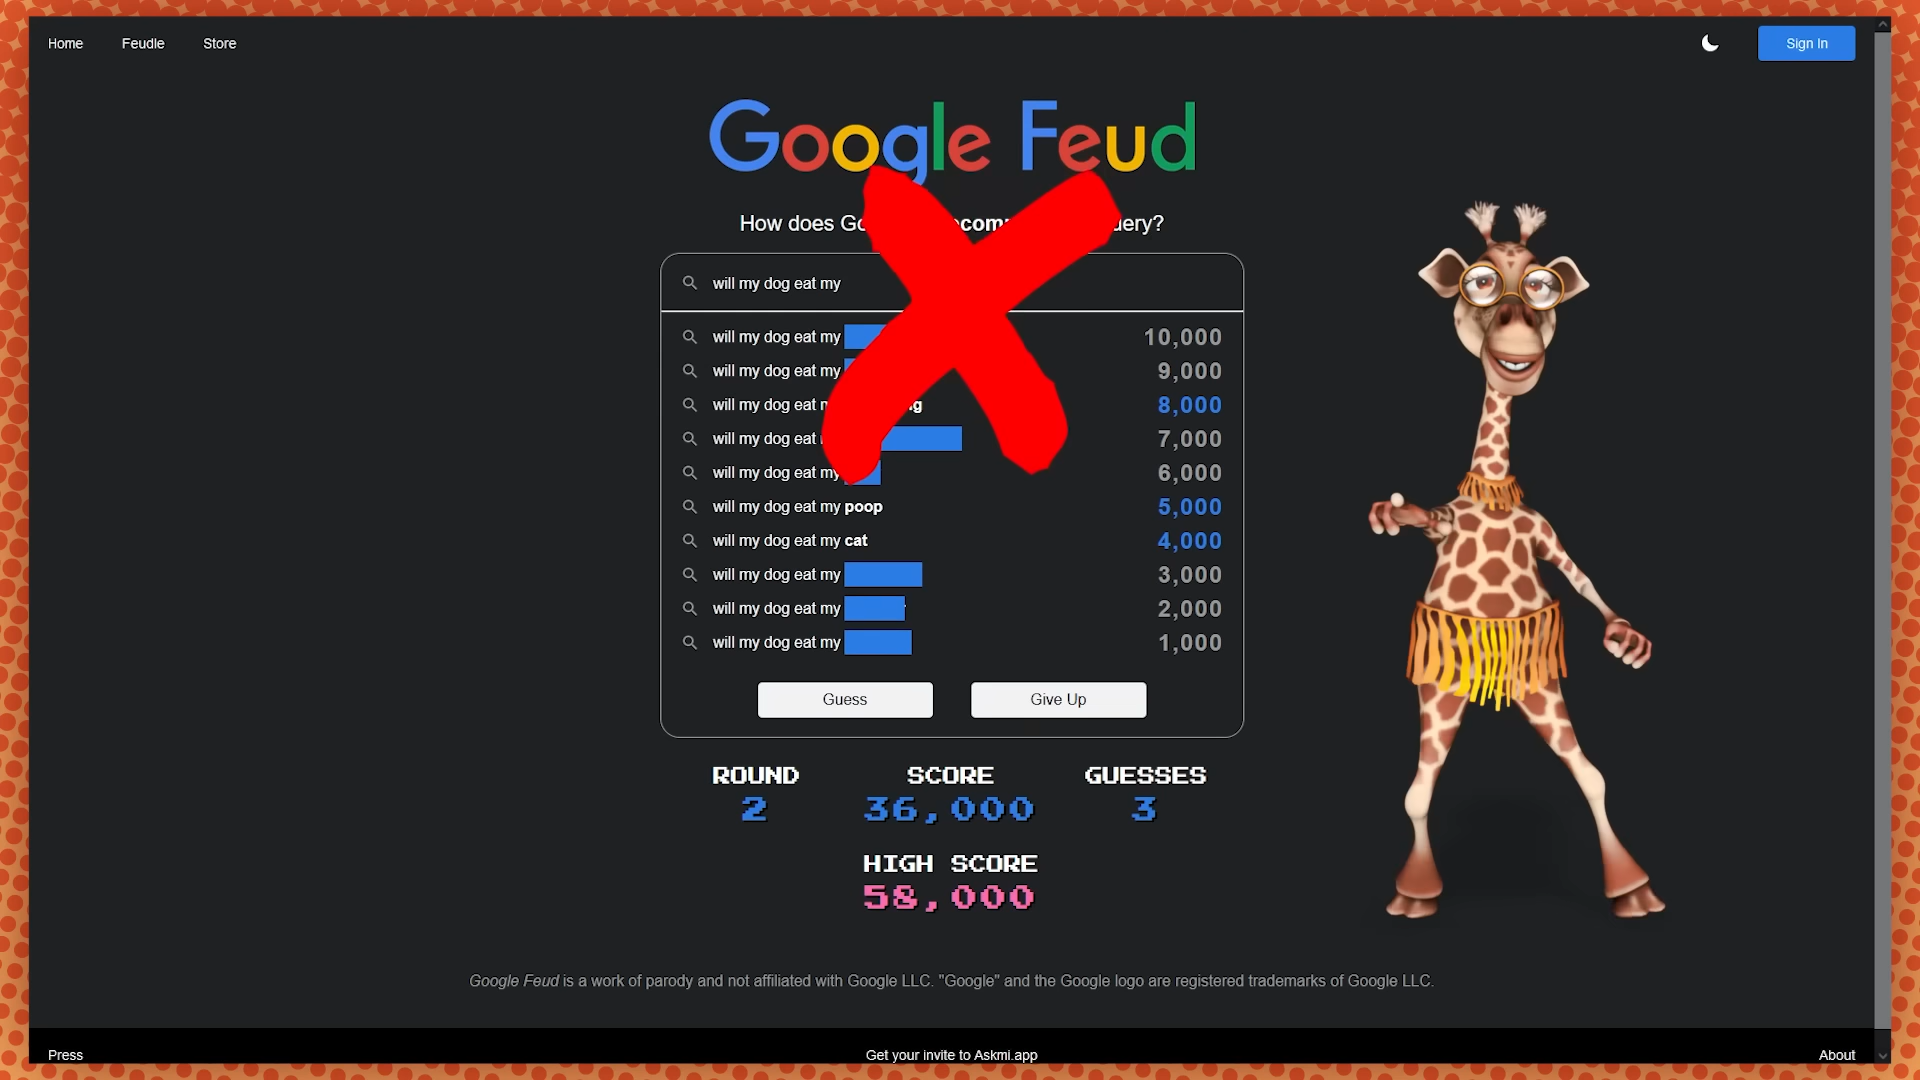 Home Feudle Store Sign In
Google Feud
How does
will my dog eat my
will my dog eat my 10,000
will my dog eat my 9,000
will my dog eat 8,000
will my dog eat 7,000
will my dog eat my 6,000
will my dog eat my poop 5,000
will my dog eat my cat 4,000
will my dog eat my 3,000
will my dog eat my 2,000
will my dog eat my 1,000
Guess Give Up
ROUND SCORE GUESSES
2 36,000 3
HIGH SCORE
58,000
Google Feud is a work of parody and not affiliated with Google LLC. "Google" and the Google logo are registered trademarks of Google LLC.
Press Get your invite to Askmi.app About